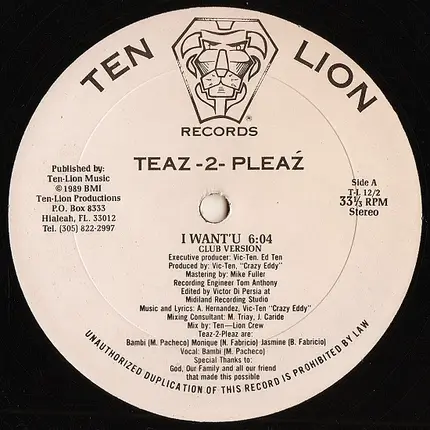 TEN LION
RECORDS
TEAZ-2-PLEAŹ
Published by:
Ten-Lion Music
© 1989 BMI
Ten-Lion Productions
P.O. Box 8333
Hialeah, FL 33012
Tel. (305) 822-2997
Side A
T-L 12/2
33⅓ RPM
Stereo
I WANT'U 6:04
CLUB VERSION
Executive producer: Vic-Ten. Ed Ten
Produced by: Vic-Ten, "Crazy Eddy"
Mastering by: Mike Fuller
Recording Engineer Tom Anthony
Edited by Victor Di Persia at
Midiland Recording Studio
Music and Lyrics: A. Hernandez, Vic-Ten "Crazy Eddy"
Mixing Consultant: M. Triay, J. Caride
Mix by: Ten—Lion Crew
Teaz-2-Pleaz are:
Bambi (M. Pacheco) Monique (N. Fabricio) Jasmine (B. Fabricio)
Vocal: Bambi (M. Pacheco)
Special Thanks to:
God, Our Family and all our friend
that made this possible
UNAUTHORIZED DUPLICATION OF THIS RECORD IS PROHIBITED BY LAW